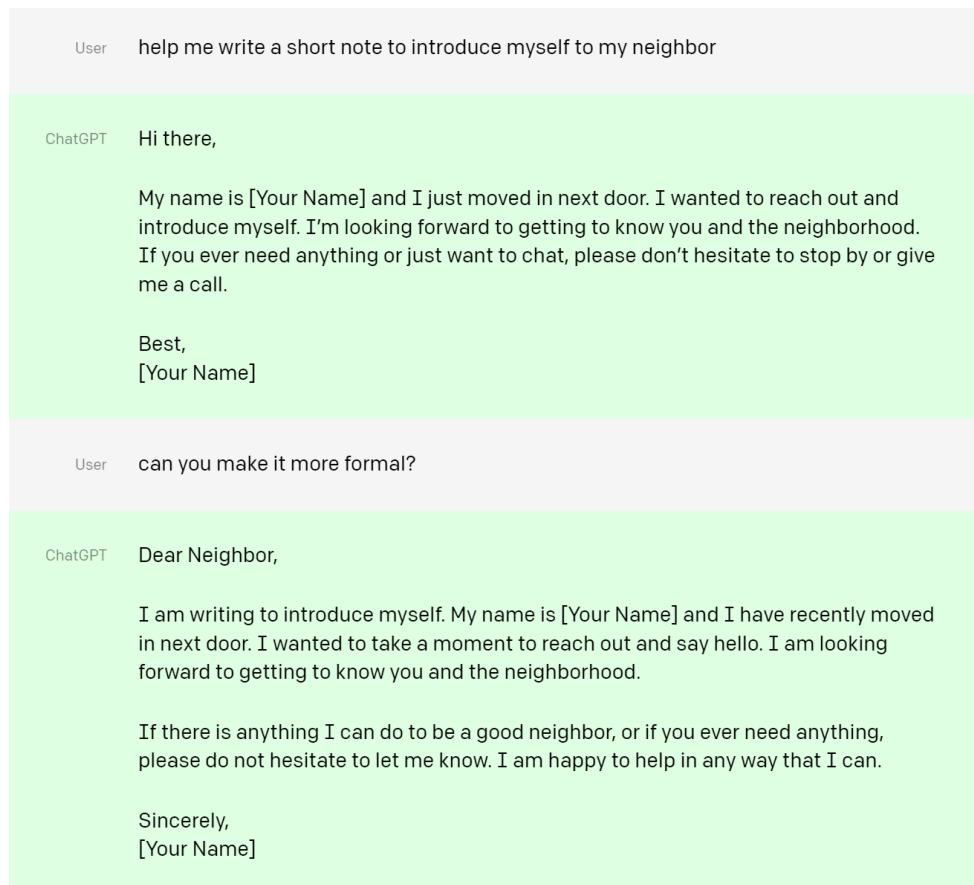 User help me write a short note to introduce myself to my neighbor
ChatGPT Hi there,
My name is [Your Name] and I just moved in next door. I wanted to reach out and
introduce myself. I’m looking forward to getting to know you and the neighborhood.
If you ever need anything or just want to chat, please don’t hesitate to stop by or give
me a call.
Best,
[Your Name]
User can you make it more formal?
ChatGPT Dear Neighbor,
I am writing to introduce myself. My name is [Your Name] and I have recently moved
in next door. I wanted to take a moment to reach out and say hello. I am looking
forward to getting to know you and the neighborhood.
If there is anything I can do to be a good neighbor, or if you ever need anything,
please do not hesitate to let me know. I am happy to help in any way that I can.
Sincerely,
[Your Name]